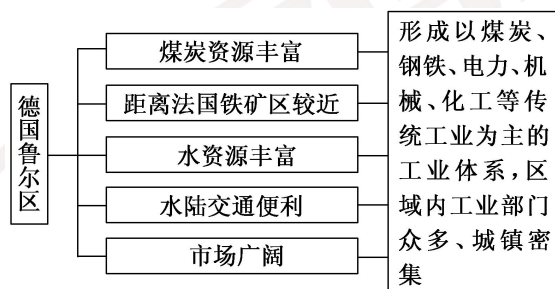 德国鲁尔区
煤炭资源丰富
距离法国铁矿区较近
水资源丰富
水陆交通便利
市场广阔
形成以煤炭、
钢铁、电力、机
械、化工等传
统工业为主的
工业体系,区
域内工业部门
众多、城镇密
集